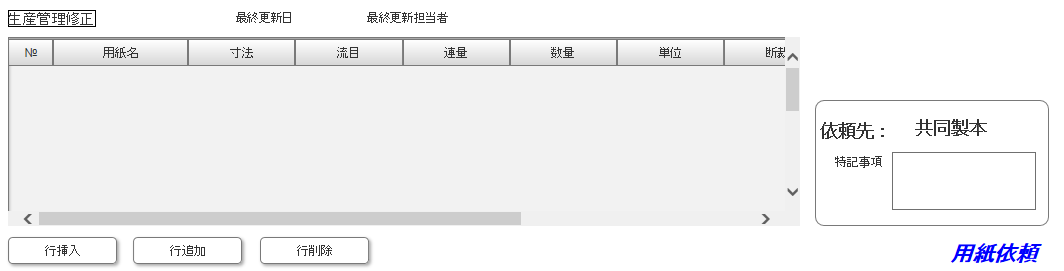 生産管理修正 最終更新日 最終更新担当者
№ 用紙名 寸法 流目 連量 数量 単位 断裁
依頼先： 共同製本
特記事項
行挿入 行追加 行削除
用紙依頼